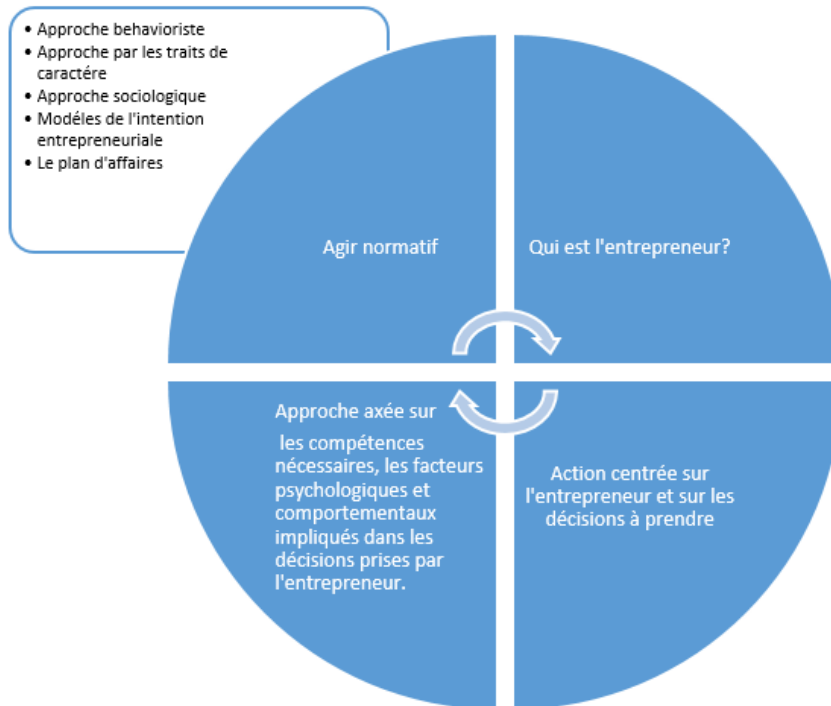 • Approche behavioriste
• Approche par les traits de
caractére
• Approche sociologique
• Modéles de l'intention
entrepreneuriale
• Le plan d'affaires
Agir normatif
Qui est l'entrepreneur?
Approche axée sur
les compétences
nécessaires, les facteurs
psychologiques et
comportementaux
impliqués dans les
décisions prises par
l'entrepreneur.
Action centrée sur
l'entrepreneur et sur les
décisions à prendre